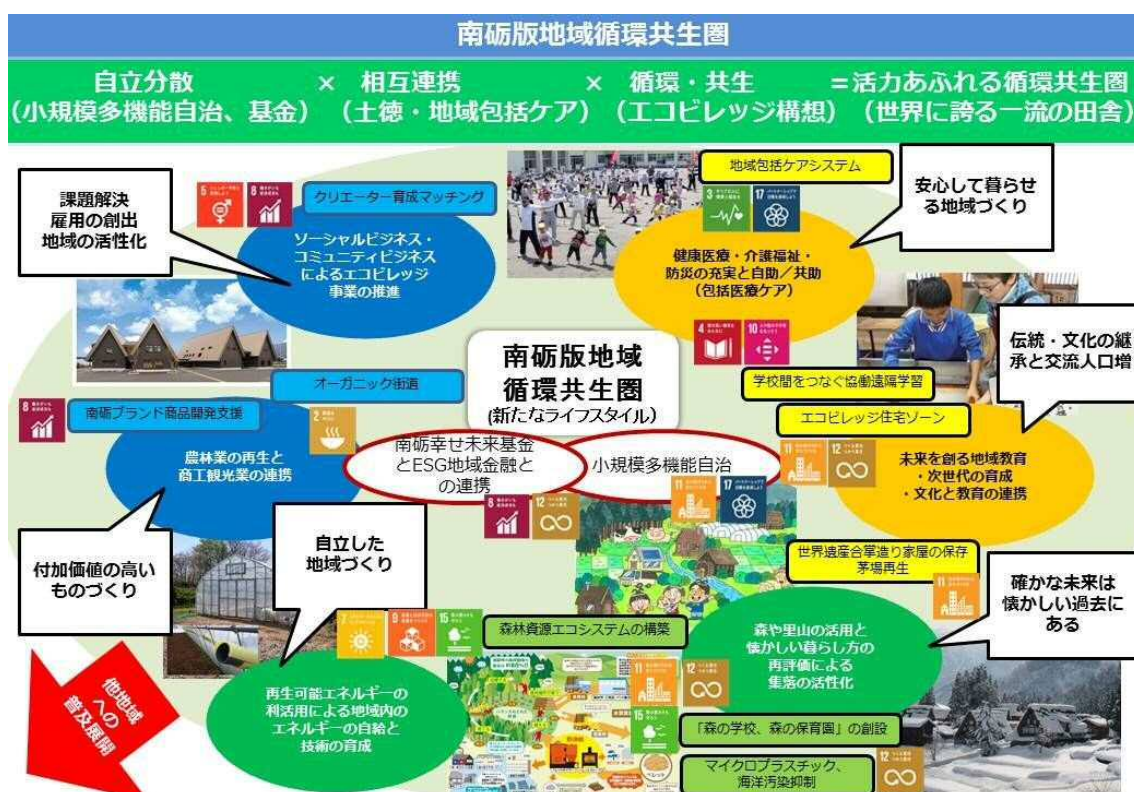 南砺版地域循環共生圏
自立分散 × 相互連携 × 循環・共生 =活力あふれる循環共生圏
(小規模多機能自治、基金) (土徳・地域包括ケア) (エコビレッジ構想) (世界に誇る一流の田舎)
課題解決
雇用の創出
地域の活性化
5
8
クリエーター育成マッチング
ソーシャルビジネス・
コミュニティビジネス
によるエコビレッジ
事業の推進
地域包括ケアシステム
3
17
健康医療・介護福祉・
防災の充実と自助/共助
(包括医療ケア)
安心して暮らせ
る地域づくり
4
10
学校間をつなぐ協働遠隔学習
伝統・文化の継
承と交流人口増
南砺版地域
循環共生圏
(新たなライフスタイル)
オーガニック街道
8
南砺ブランド商品開発支援
2
農林業の再生と
商工観光業の連携
エコビレッジ住宅ゾーン
11
12
未来を創る地域教育
・次世代の育成
・文化と教育の連携
南砺幸せ未来基金
とESG地域金融と
の連携
小規模多機能自治
8
12
11
17
付加価値の高い
ものづくり
自立した
地域づくり
世界遺産合掌造り家屋の保存
茅場再生
11
確かな未来は
懐かしい過去に
ある
7
9
15
森林資源エコシステムの構築
森や里山の活用と
懐かしい暮らし方の
再評価による
集落の活性化
11
12
再生可能エネルギーの
利活用による地域内の
エネルギーの自給と
技術の育成
他地域
への
普及展開
15
「森の学校、森の保育園」の創設
マイクロプラスチック、
海洋汚染抑制
12